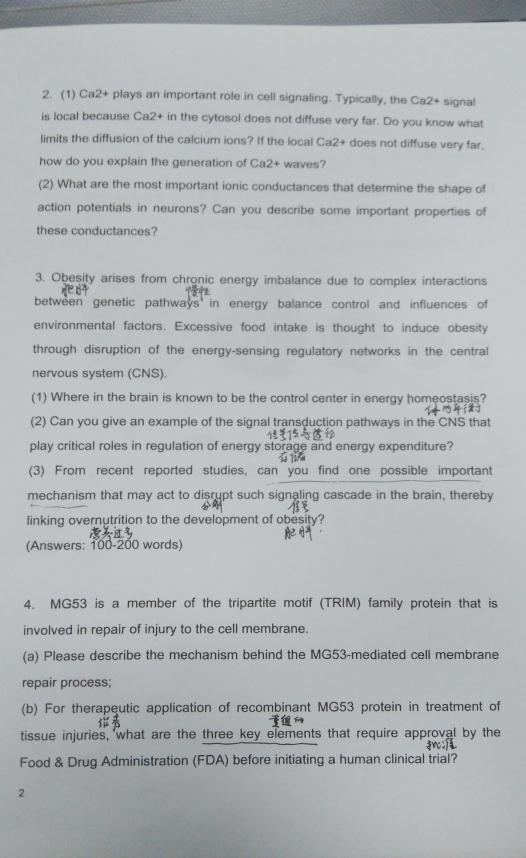 2. (1) Ca2+ plays an important role in cell signaling. Typically, the Ca2+ signal
is local because Ca2+ in the cytosol does not diffuse very far. Do you know what
limits the diffusion of the calcium ions? If the local Ca2+ does not diffuse very far,
how do you explain the generation of Ca2+ waves?
(2) What are the most important ionic conductances that determine the shape of
action potentials in neurons? Can you describe some important properties of
these conductances?
3. Obesity arises from chronic energy imbalance due to complex interactions
肥胖 慢性
between genetic pathways in energy balance control and influences of
environmental factors. Excessive food intake is thought to induce obesity
through disruption of the energy-sensing regulatory networks in the central
nervous system (CNS).
(1) Where in the brain is known to be the control center in energy homeostasis?
体内平衡
(2) Can you give an example of the signal transduction pathways in the CNS that
信号传导途径
play critical roles in regulation of energy storage and energy expenditure?
存储
(3) From recent reported studies, can you find one possible important
mechanism that may act to disrupt such signaling cascade in the brain, thereby
分解 信号
linking overnutrition to the development of obesity?
营养过多 肥胖
(Answers: 100-200 words)
4. MG53 is a member of the tripartite motif (TRIM) family protein that is
involved in repair of injury to the cell membrane.
(a) Please describe the mechanism behind the MG53-mediated cell membrane
repair process;
(b) For therapeutic application of recombinant MG53 protein in treatment of
重组的
tissue injuries, what are the three key elements that require approval by the
批准
Food & Drug Administration (FDA) before initiating a human clinical trial?
2